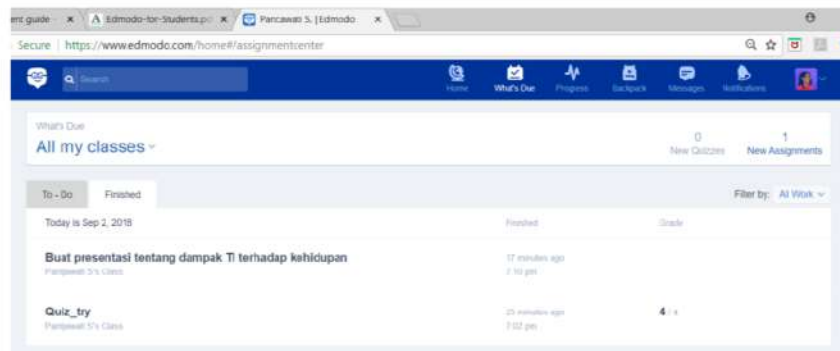 ent guide
Edmodo-for-Students.pd
Pancawati S. | Edmodo
Secure
https://www.edmodo.com/home#/assignmentcenter
Search
Home
What's Due
Progress
Backpack
Messages
Notifications
What's Due
All my classes
0
New Quizzes
1
New Assignments
To - Do
Finished
Filter by: All Work
Today is Sep 2, 2018
Finished
Grade
Buat presentasi tentang dampak TI terhadap kehidupan
17 minutes ago
S's Class
7:10 pm
Quiz_try
25 minutes ago
4 / 4
S's Class
7:02 pm